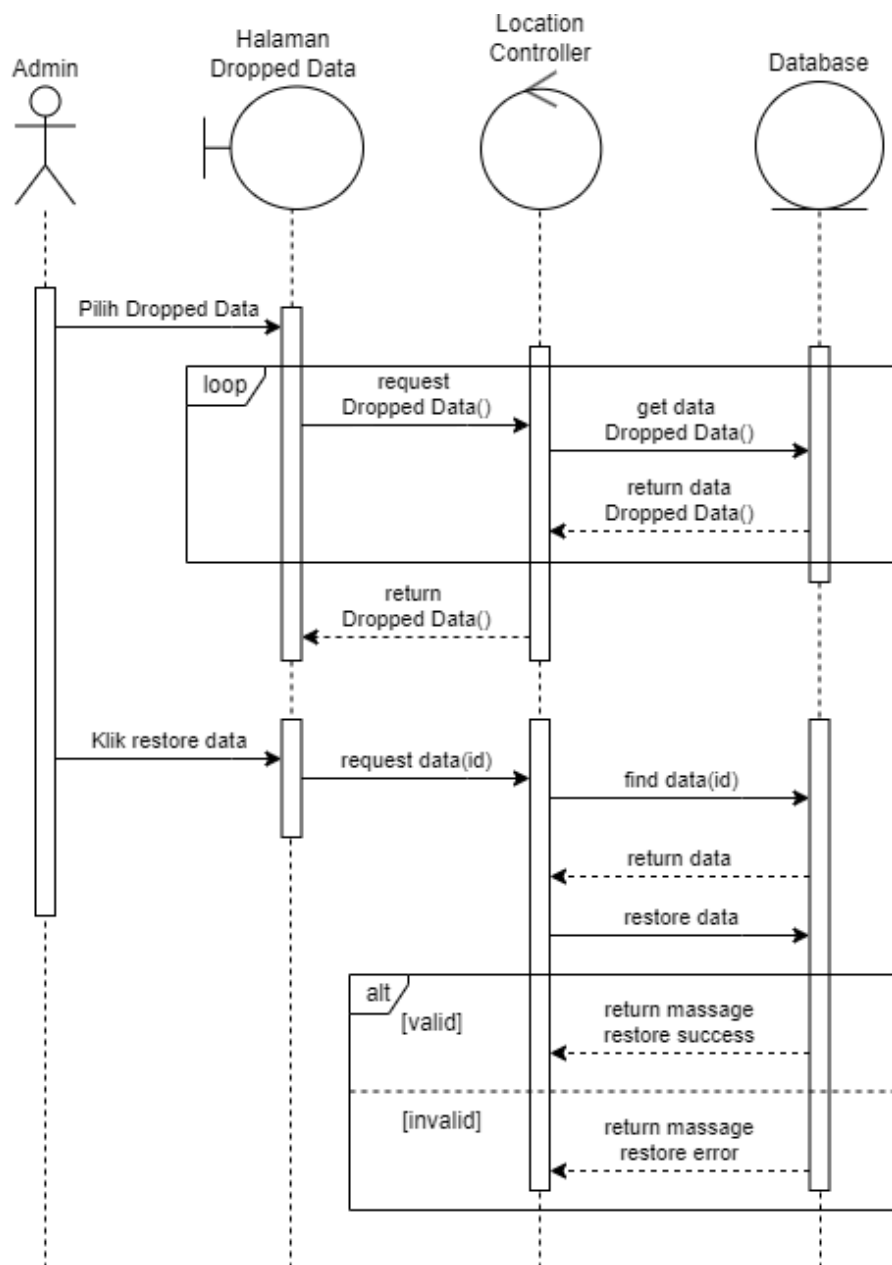 Admin
Halaman
Dropped Data
Location
Controller
Database
Pilih Dropped Data
loop
request
Dropped Data()
get data
Dropped Data()
return data
Dropped Data()
return
Dropped Data()
Klik restore data
request data(id)
find data(id)
return data
restore data
alt
[valid]
return massage
restore success
[invalid]
return massage
restore error